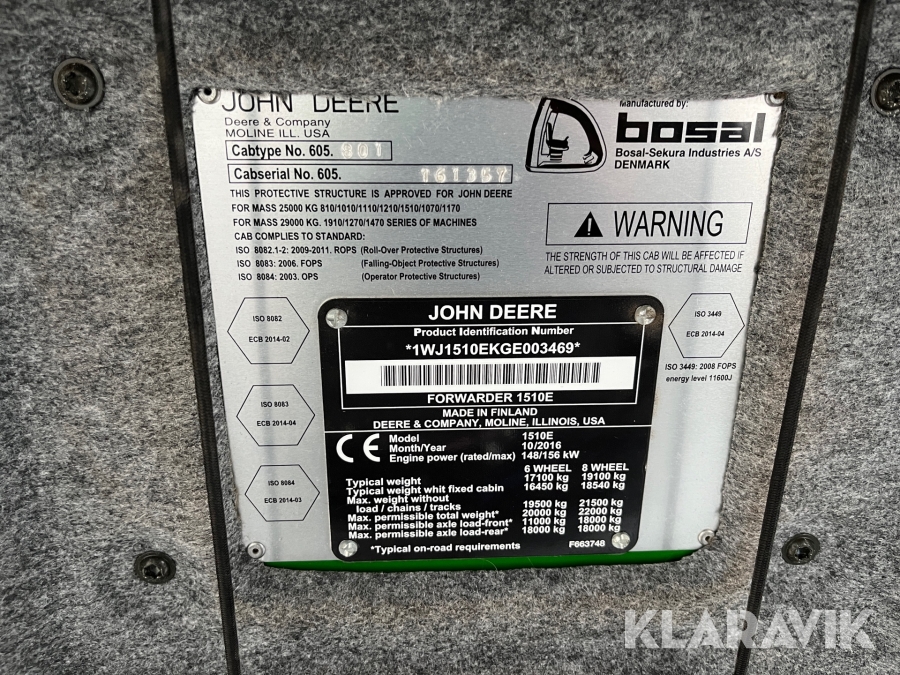 JOHN DEERE
Deere & Company
MOLINE ILL. USA
Cabtype No. 605. 801
Cabserial No. 605.
THIS PROTECTIVE STRUCTURE IS APPROVED FOR JOHN DEERE
FOR MASS 25000 KG 810/1010/1110/1210/1510/1070/1170
FOR MASS 29000 KG. 1910/1270/1470 SERIES OF MACHINES
CAB COMPLIES TO STANDARD:
ISO 8082.1-2: 2009-2011. ROPS (Roll-Over Protective Structures)
ISO 8083: 2006. FOPS (Falling-Object Protective Structures)
ISO 8084: 2003. OPS (Operator Protective Structures)
Manufactured by:
bosal
Bosal-Sekura Industries A/S
DENMARK
WARNING
THE STRENGTH OF THIS CAB WILL BE AFFECTED IF
ALTERED OR SUBJECTED TO STRUCTURAL DAMAGE
ISO 8082
ECB 2014-02
ISO 8083
ECB 2014-04
ISO 8084
ECB 2014-03
ISO 3449
ECB 2014-04
ISO 3449: 2008 FOPS
energy level 11600J
JOHN DEERE
Product Identification Number
*1WJ1510EKGE003469*
FORWARDER 1510E
MADE IN FINLAND
DEERE & COMPANY, MOLINE, ILLINOIS, USA
CE
Model 1510E
Month/Year 10/2016
Engine power (rated/max) 148/156 kW
6 WHEEL 8 WHEEL
Typical weight 17100 kg 19100 kg
Typical weight whit fixed cabin 16450 kg 18540 kg
Max. weight without
load / chains / tracks 19500 kg 21500 kg
Max. permissible total weight* 20000 kg 22000 kg
Max. permissible axle load-front* 11000 kg 18000 kg
Max. permissible axle load-rear* 18000 kg 18000 kg
*Typical on-road requirements F663748
KLARAVIK